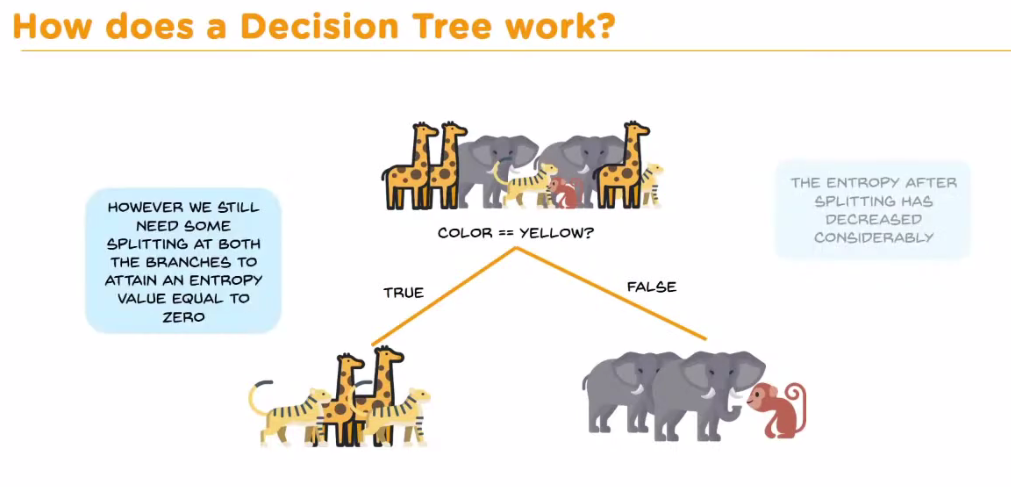 How does a Decision Tree work?
HOWEVER WE STILL
NEED SOME
SPLITTING AT BOTH
THE BRANCHES TO
ATTAIN AN ENTROPY
VALUE EQUAL TO
ZERO
THE ENTROPY AFTER
SPLITTING HAS
DECREASED
CONSIDERABLY
COLOR == YELLOW?
TRUE
FALSE